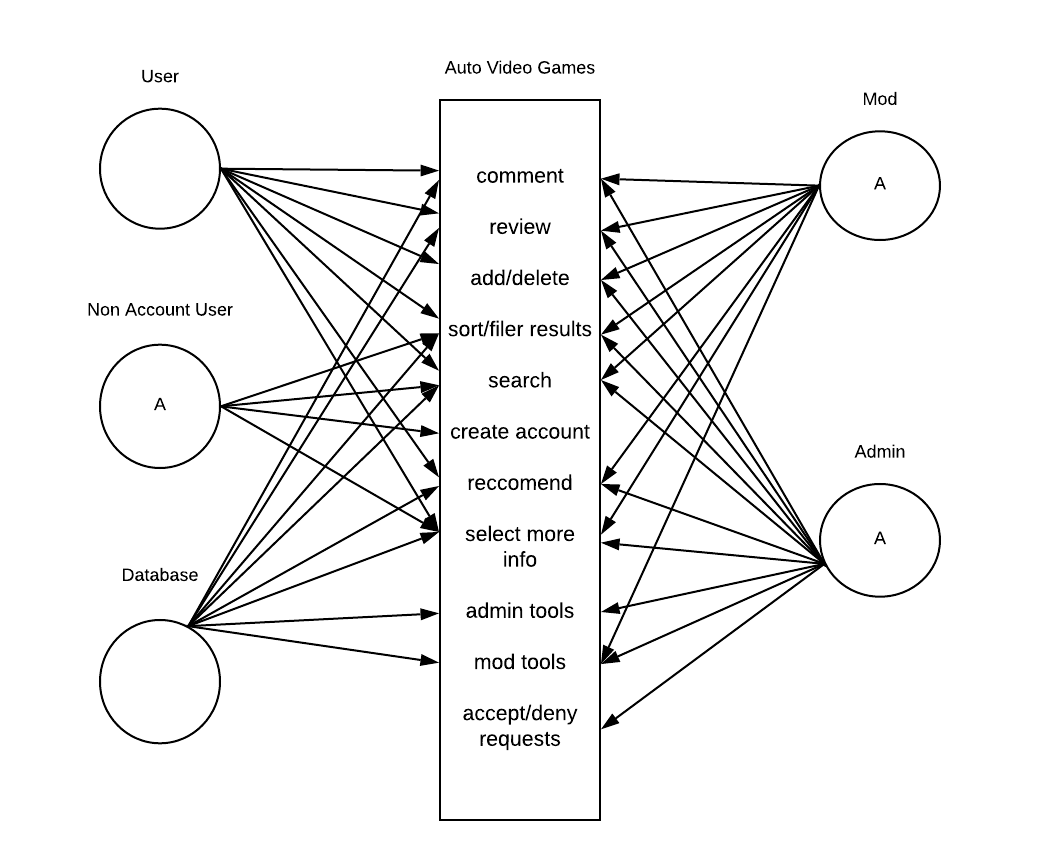 User
Non Account User
A
Database
Auto Video Games
comment
review
add/delete
sort/filer results
search
create account
reccomend
select more
info
admin tools
mod tools
accept/deny
requests
Mod
A
Admin
A